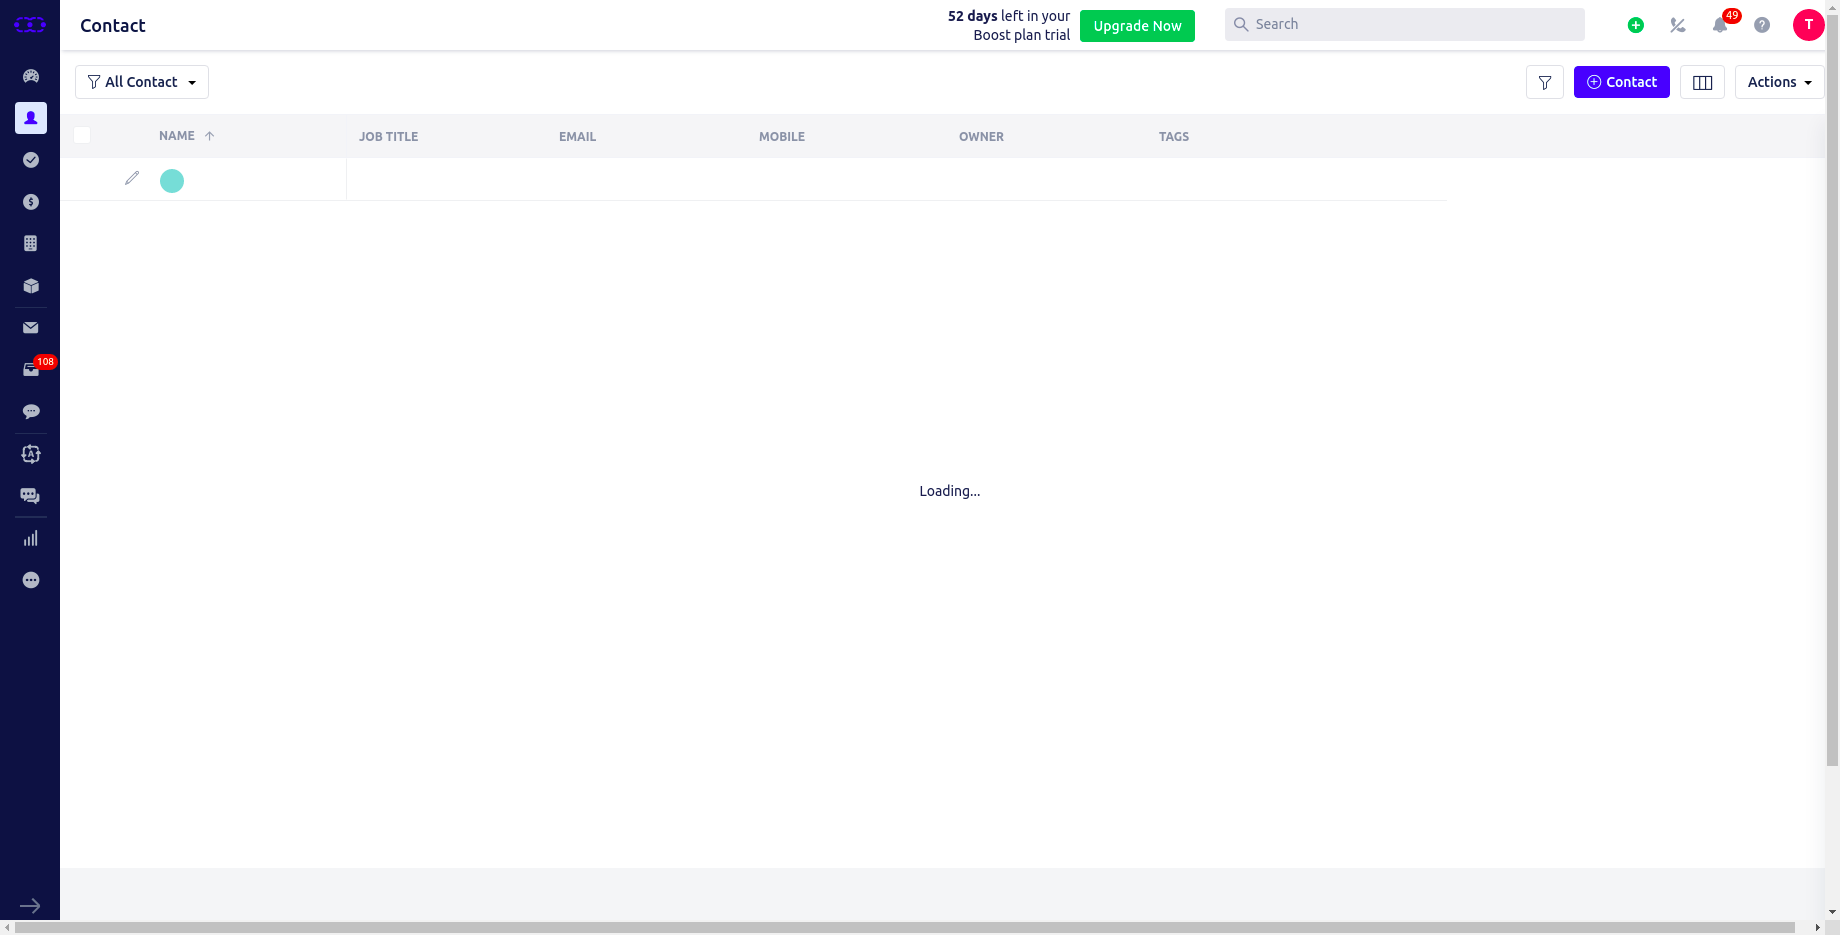 Contact
52 days left in your
Boost plan trial
Upgrade Now
Search
49
T
All Contact
Contact
Actions
NAME
JOB TITLE
EMAIL
MOBILE
OWNER
TAGS
108
Loading...